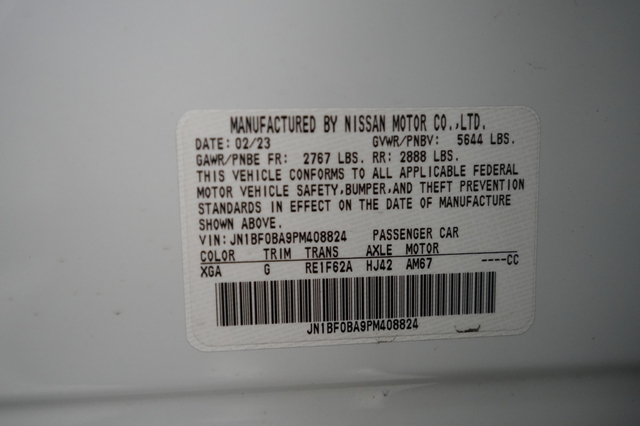 MANUFACTURED BY NISSAN MOTOR CO.,LTD.
DATE: 02/23 GVWR/PNBV: 5644 LBS.
GAWR/PNBE FR: 2767 LBS. RR: 2888 LBS.
THIS VEHICLE CONFORMS TO ALL APPLICABLE FEDERAL
MOTOR VEHICLE SAFETY,BUMPER,AND THEFT PREVENTION
STANDARDS IN EFFECT ON THE DATE OF MANUFACTURE
SHOWN ABOVE.
VIN:JN1BF0BA9PM408824 PASSENGER CAR
COLOR TRIM TRANS AXLE MOTOR
XGA G RE1F62A HJ42 AM67 ----CC
JN1BF0BA9PM408824